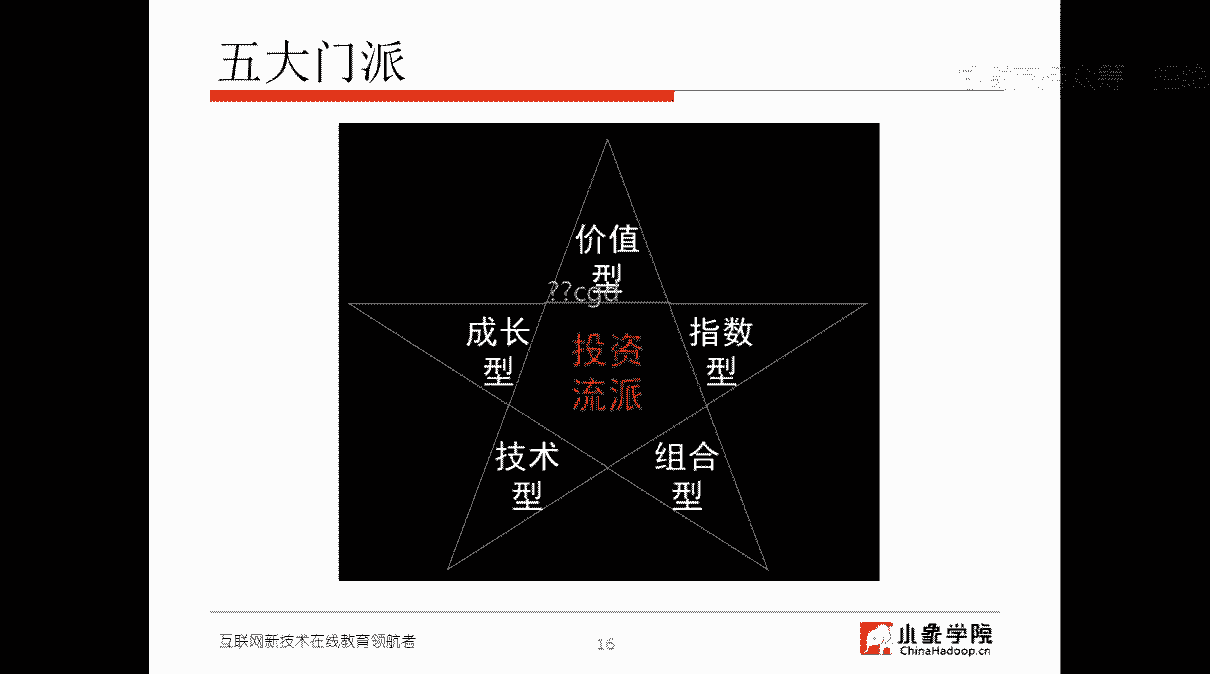 五大门派
价值
型
??cgd
成长
型
指数
型
投资
流派
技术
型
组合
型
互联网新技术在线教育领航者
16
小象学院
ChinaHadoop.cn